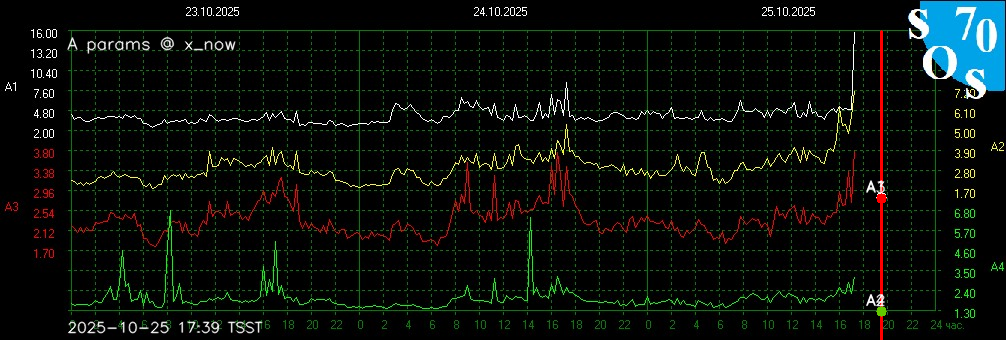 23.10.2025 24.10.2025 25.10.2025
A params @ x_now
SOS 70
16.00
13.20
10.40
A1 7.60 7.20
4.80 6.10
2.00 5.00
3.80 3.90 A2
3.38 2.80
2.96 1.70
A3 2.54 6.80
2.12 5.70
1.70 4.60
3.50 A4
2.40
1.30
2025-10-25 17:39 TSST
16 18 20 22 0 2 4 6 8 10 12 14 16 18 20 22 0 2 4 6 8 10 12 14 16 18 20 22 24 час.